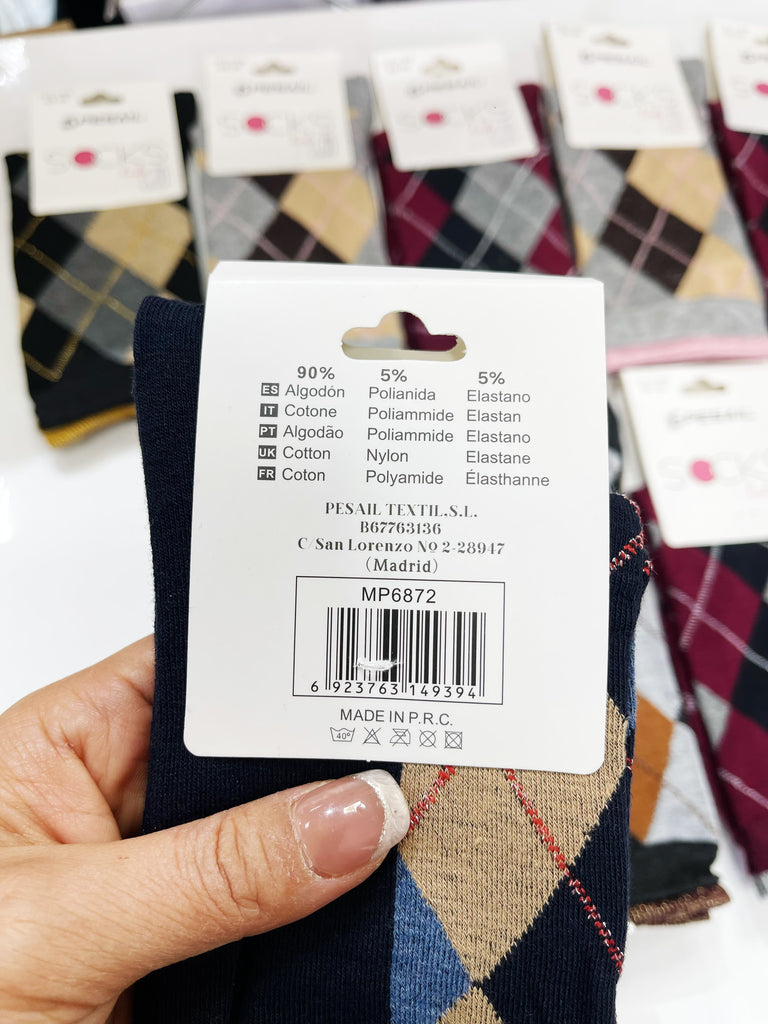 SOCKS
SOCKS
90% 5% 5%
ES Algodón Polianida Elastano
IT Cotone Poliammide Elastan
PT Algodão Poliammide Elastano
UK Cotton Nylon Elastane
FR Coton Polyamide Élasthanne
PESAIL TEXTIL.S.L.
B67763136
C/San Lorenzo Nº 2-28947
(Madrid)
MP6872
6 923763 149394
MADE IN P.R.C.
40°